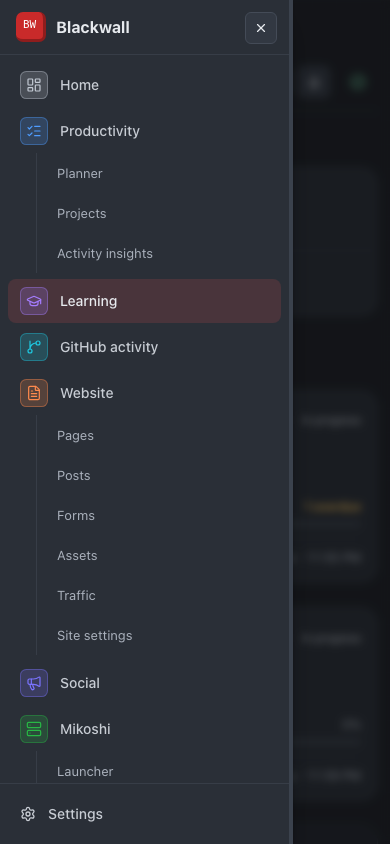 BW
Blackwall
Home
Productivity
Planner
Projects
Activity insights
Learning
GitHub activity
Website
Pages
Posts
Forms
Assets
Traffic
Site settings
Social
Mikoshi
Launcher
Settings